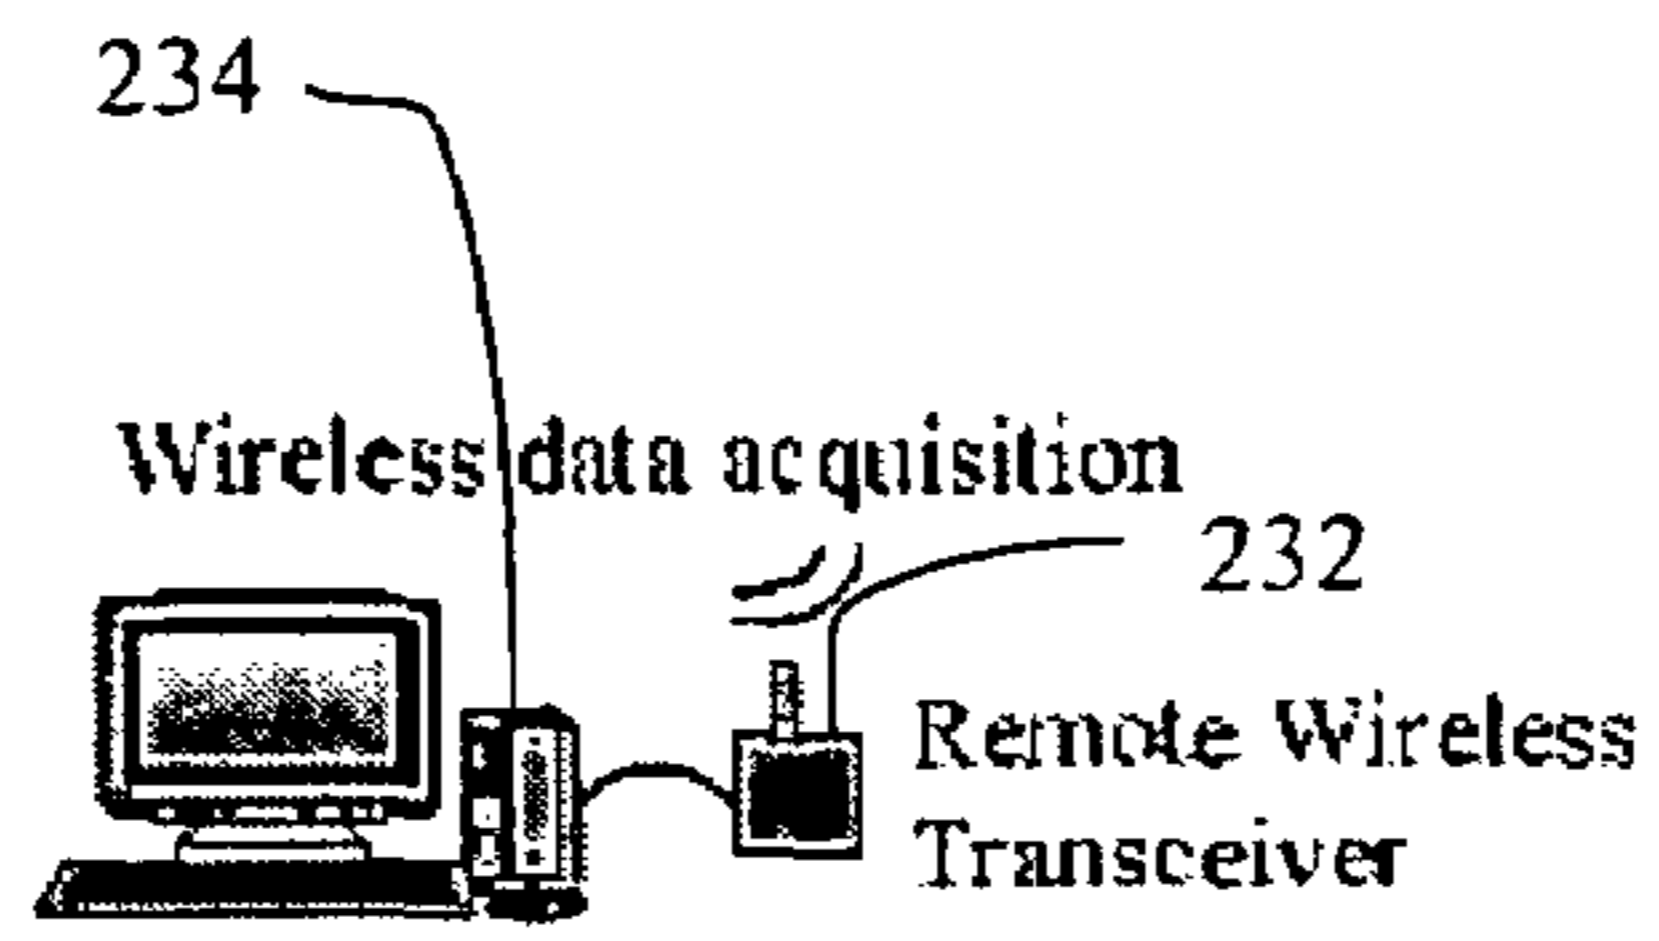 234
Wireless data acquisition
232
Remote Wireless
Transceiver